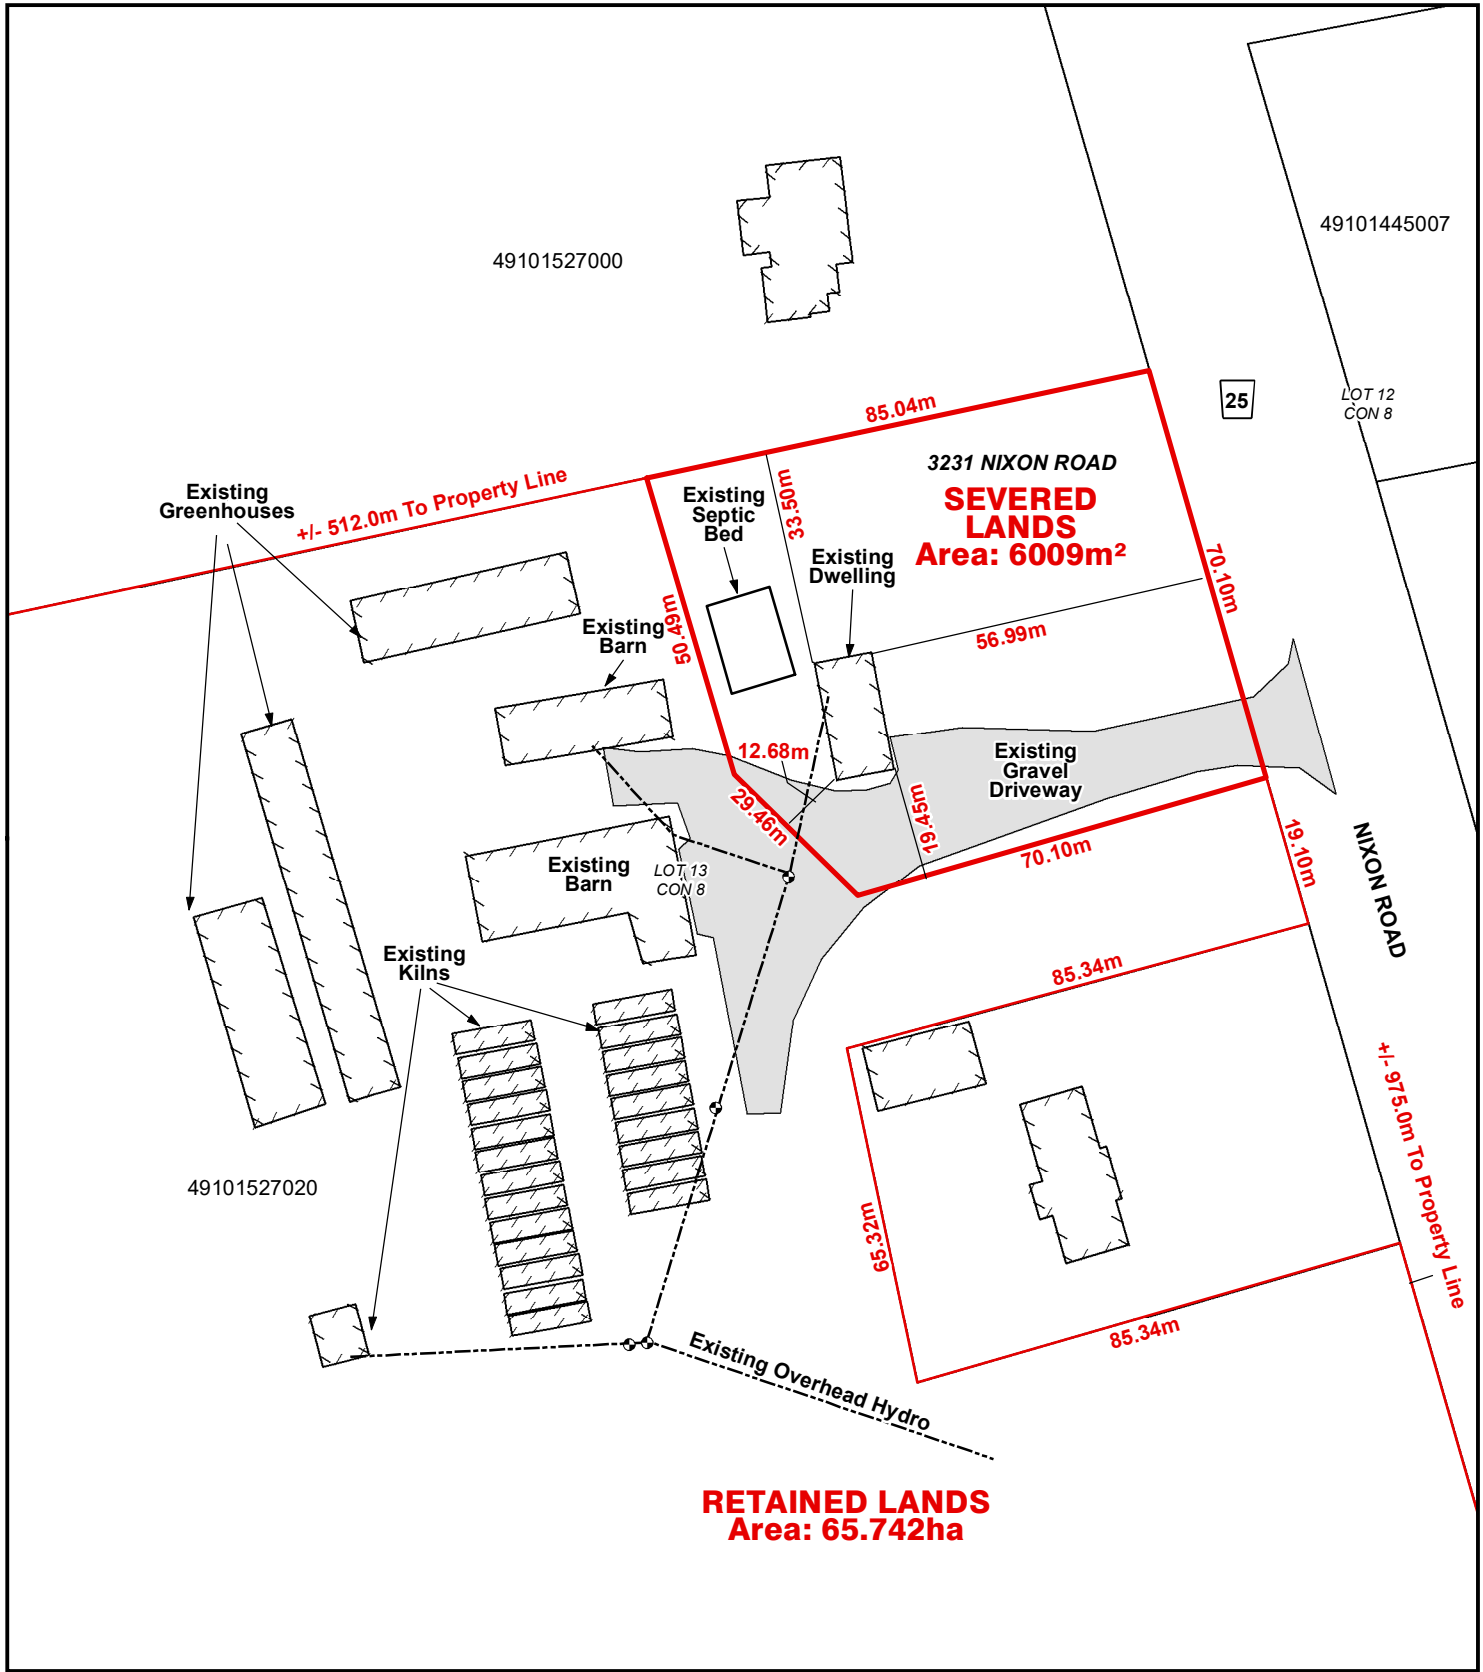 49101527000
49101445007
25
LOT 12
CON 8
85.04m
3231 NIXON ROAD
SEVERED
LANDS
Area: 6009m²
+/- 512.0m To Property Line
Existing
Greenhouses
Existing
Septic
Bed
33.50m
Existing
Dwelling
70.10m
50.49m
Existing
Barn
56.99m
12.68m
Existing
Gravel
Driveway
29.46m
19.45m
70.10m
19.10m
NIXON ROAD
Existing
Barn
LOT 13
CON 8
Existing
Kilns
85.34m
+/- 975.0m To Property Line
49101527020
65.32m
85.34m
Existing Overhead Hydro
RETAINED LANDS
Area: 65.742ha